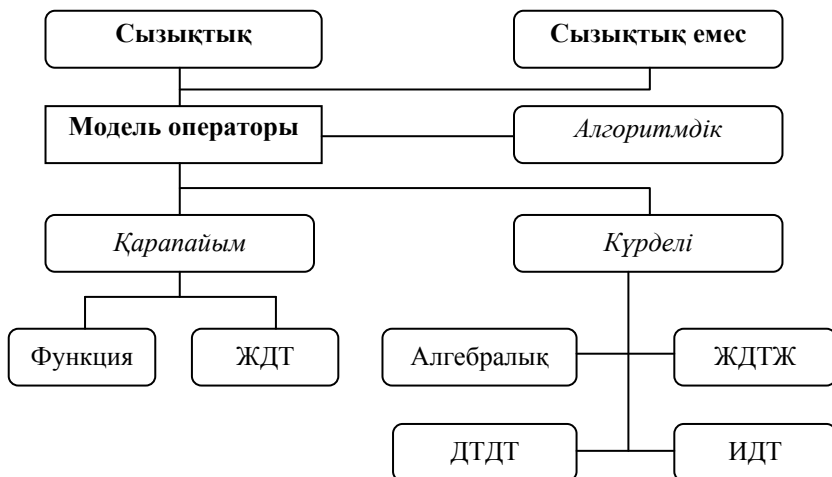 Сызықтық
Сызықтық емес
Модель операторы
Алгоритмдік
Қарапайым
Күрделі
Функция
ЖДТ
Алгебралық
ЖДТЖ
ДТДТ
ИДТ